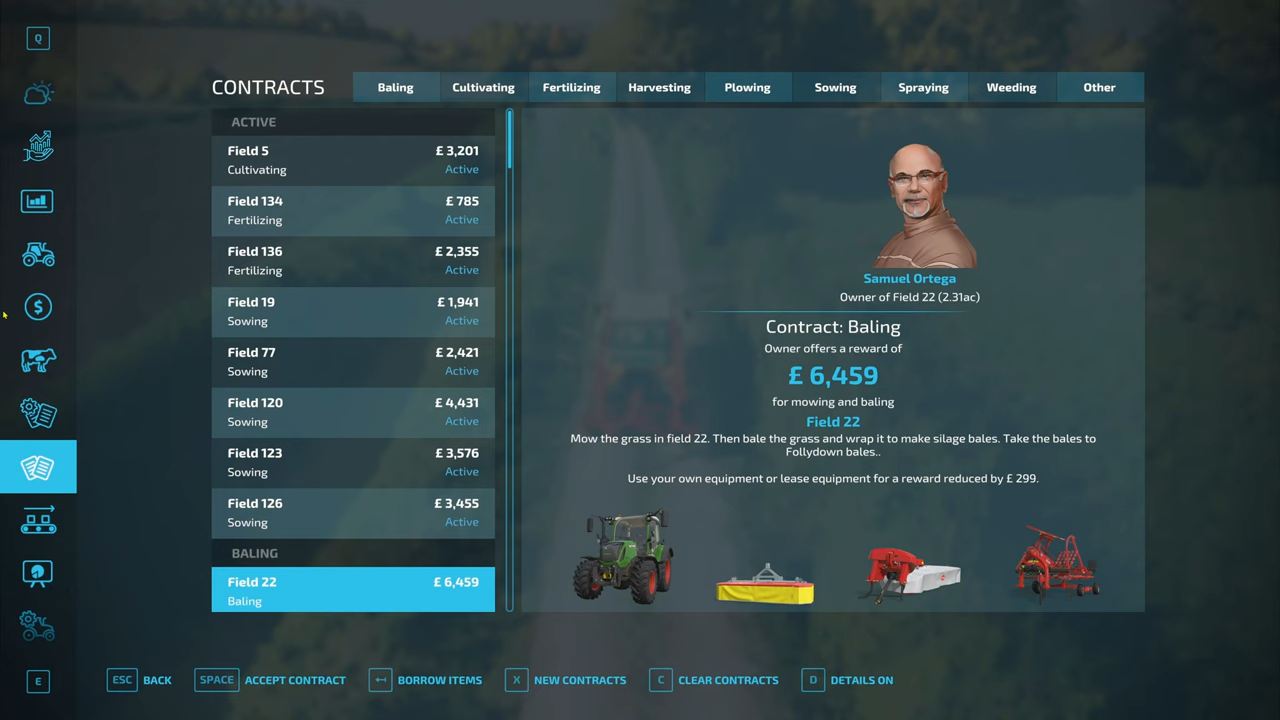 Q
CONTRACTS
Baling
Cultivating
Fertilizing
Harvesting
Plowing
Sowing
Spraying
Weeding
Other
ACTIVE
Field 5 £ 3,201
Cultivating Active
Field 134 £ 785
Fertilizing Active
Field 136 £ 2,355
Fertilizing Active
Field 19 £ 1,941
Sowing Active
Field 77 £ 2,421
Sowing Active
Field 120 £ 4,431
Sowing Active
Field 123 £ 3,576
Sowing Active
Field 126 £ 3,455
Sowing Active
BALING
Field 22 £ 6,459
Baling
Samuel Ortega
Owner of Field 22 (2.31ac)
Contract: Baling
Owner offers a reward of
£ 6,459
for mowing and baling
Field 22
Mow the grass in field 22. Then bale the grass and wrap it to make silage bales. Take the bales to
Follydown bales..
Use your own equipment or lease equipment for a reward reduced by £ 299.
E
ESC BACK
SPACE ACCEPT CONTRACT
BORROW ITEMS
X NEW CONTRACTS
C CLEAR CONTRACTS
D DETAILS ON